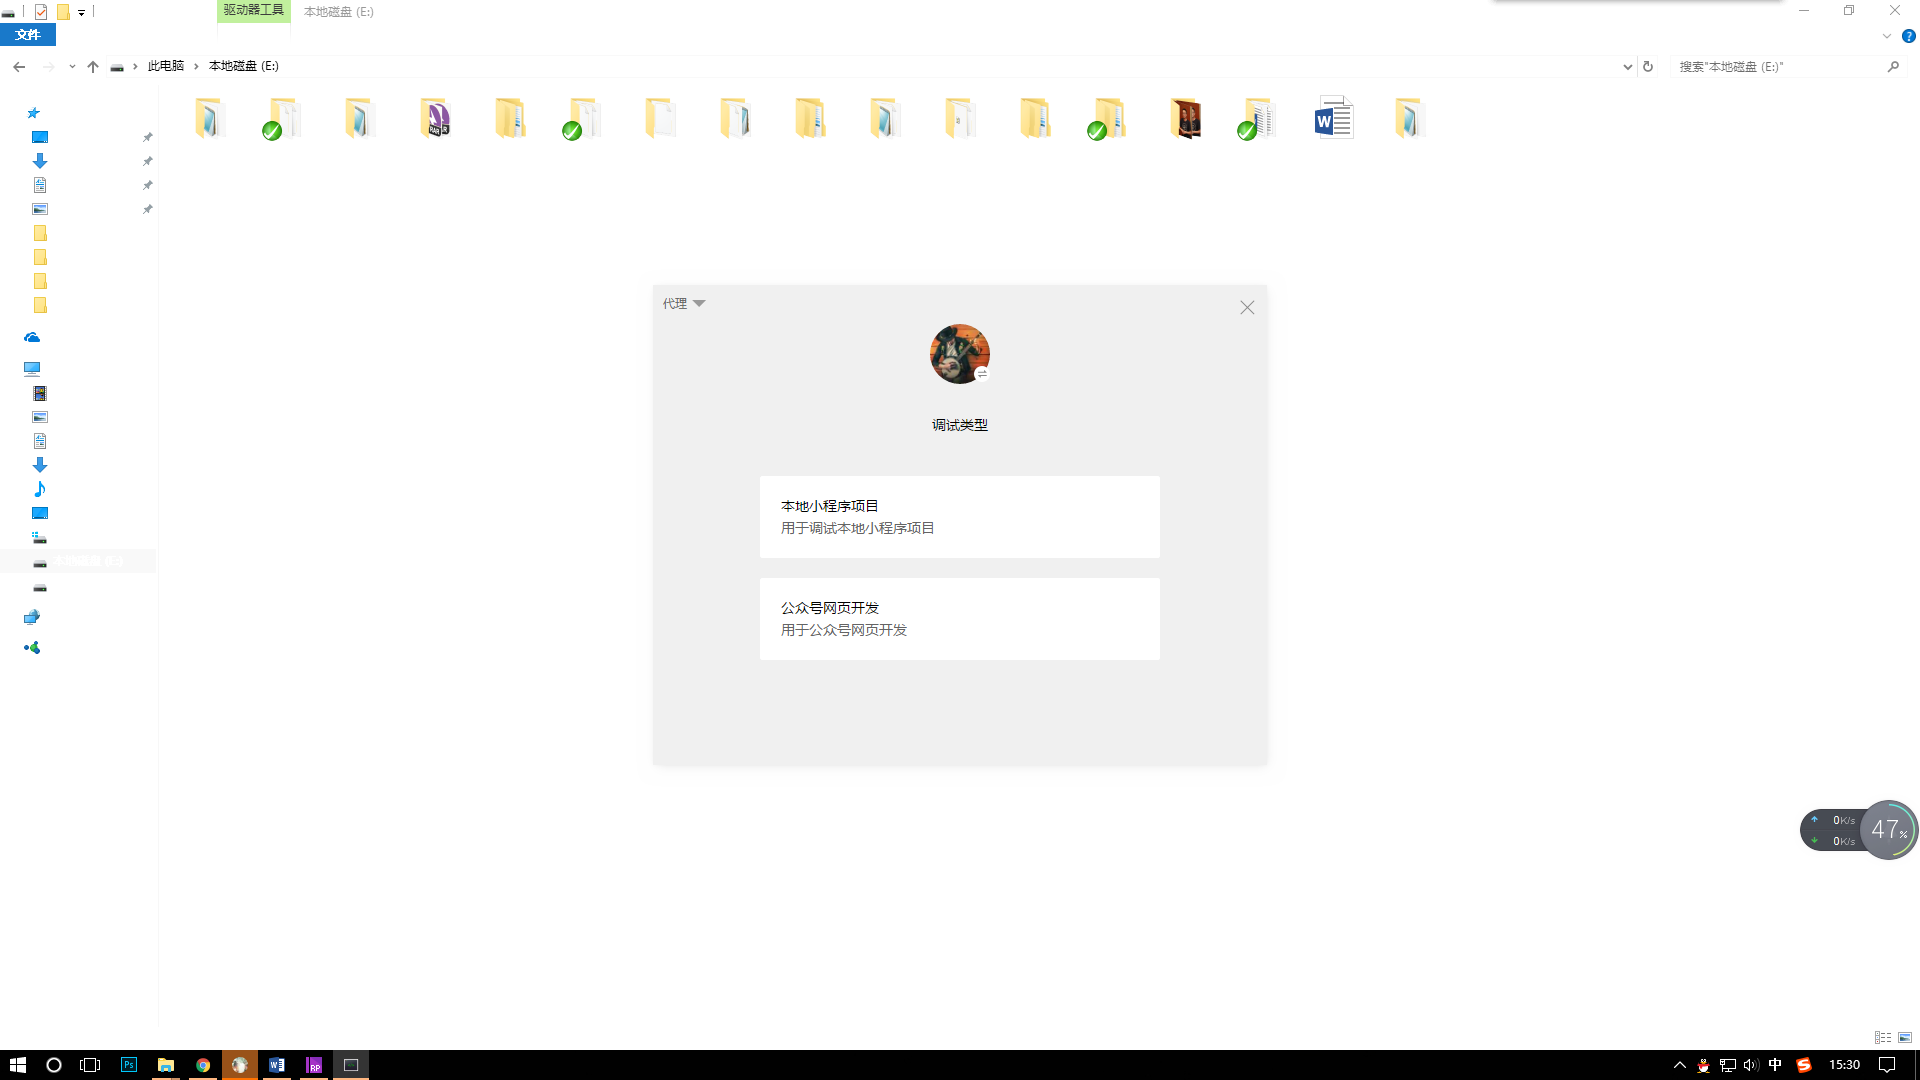 驱动器工具
本地磁盘 (E:)
文件
此电脑
本地磁盘 (E:)
搜索"本地磁盘 (E:)"
代理
调试类型
本地小程序项目
用于调试本地小程序项目
公众号网页开发
用于公众号网页开发
0K/s
0K/s
47%
RAR
W
Ps
RP
中
15:30